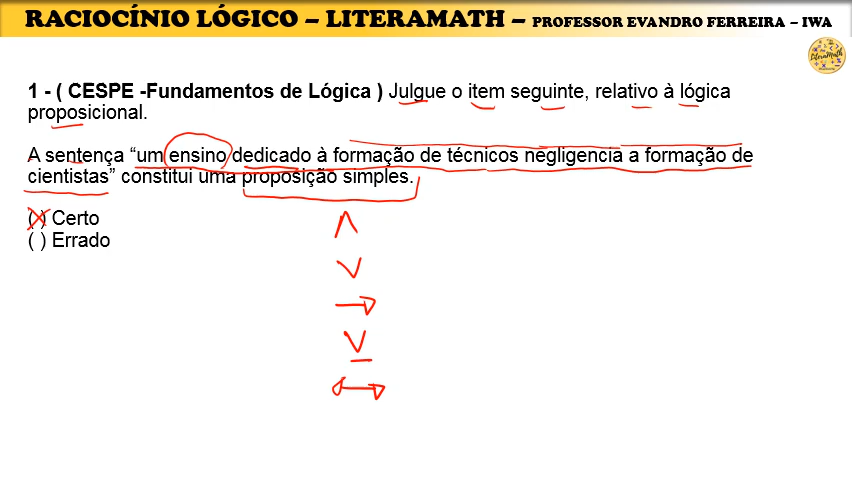 RACIOCÍNIO LÓGICO – LITERAMATH – PROFESSOR EVANDRO FERREIRA – IWA
LiteraMath
1 - ( CESPE -Fundamentos de Lógica ) Julgue o item seguinte, relativo à lógica
proposicional.
A sentença “um ensino dedicado à formação de técnicos negligencia a formação de
cientistas” constitui uma proposição simples.
(X) Certo
( ) Errado
∧
∨
→
⊻
↔